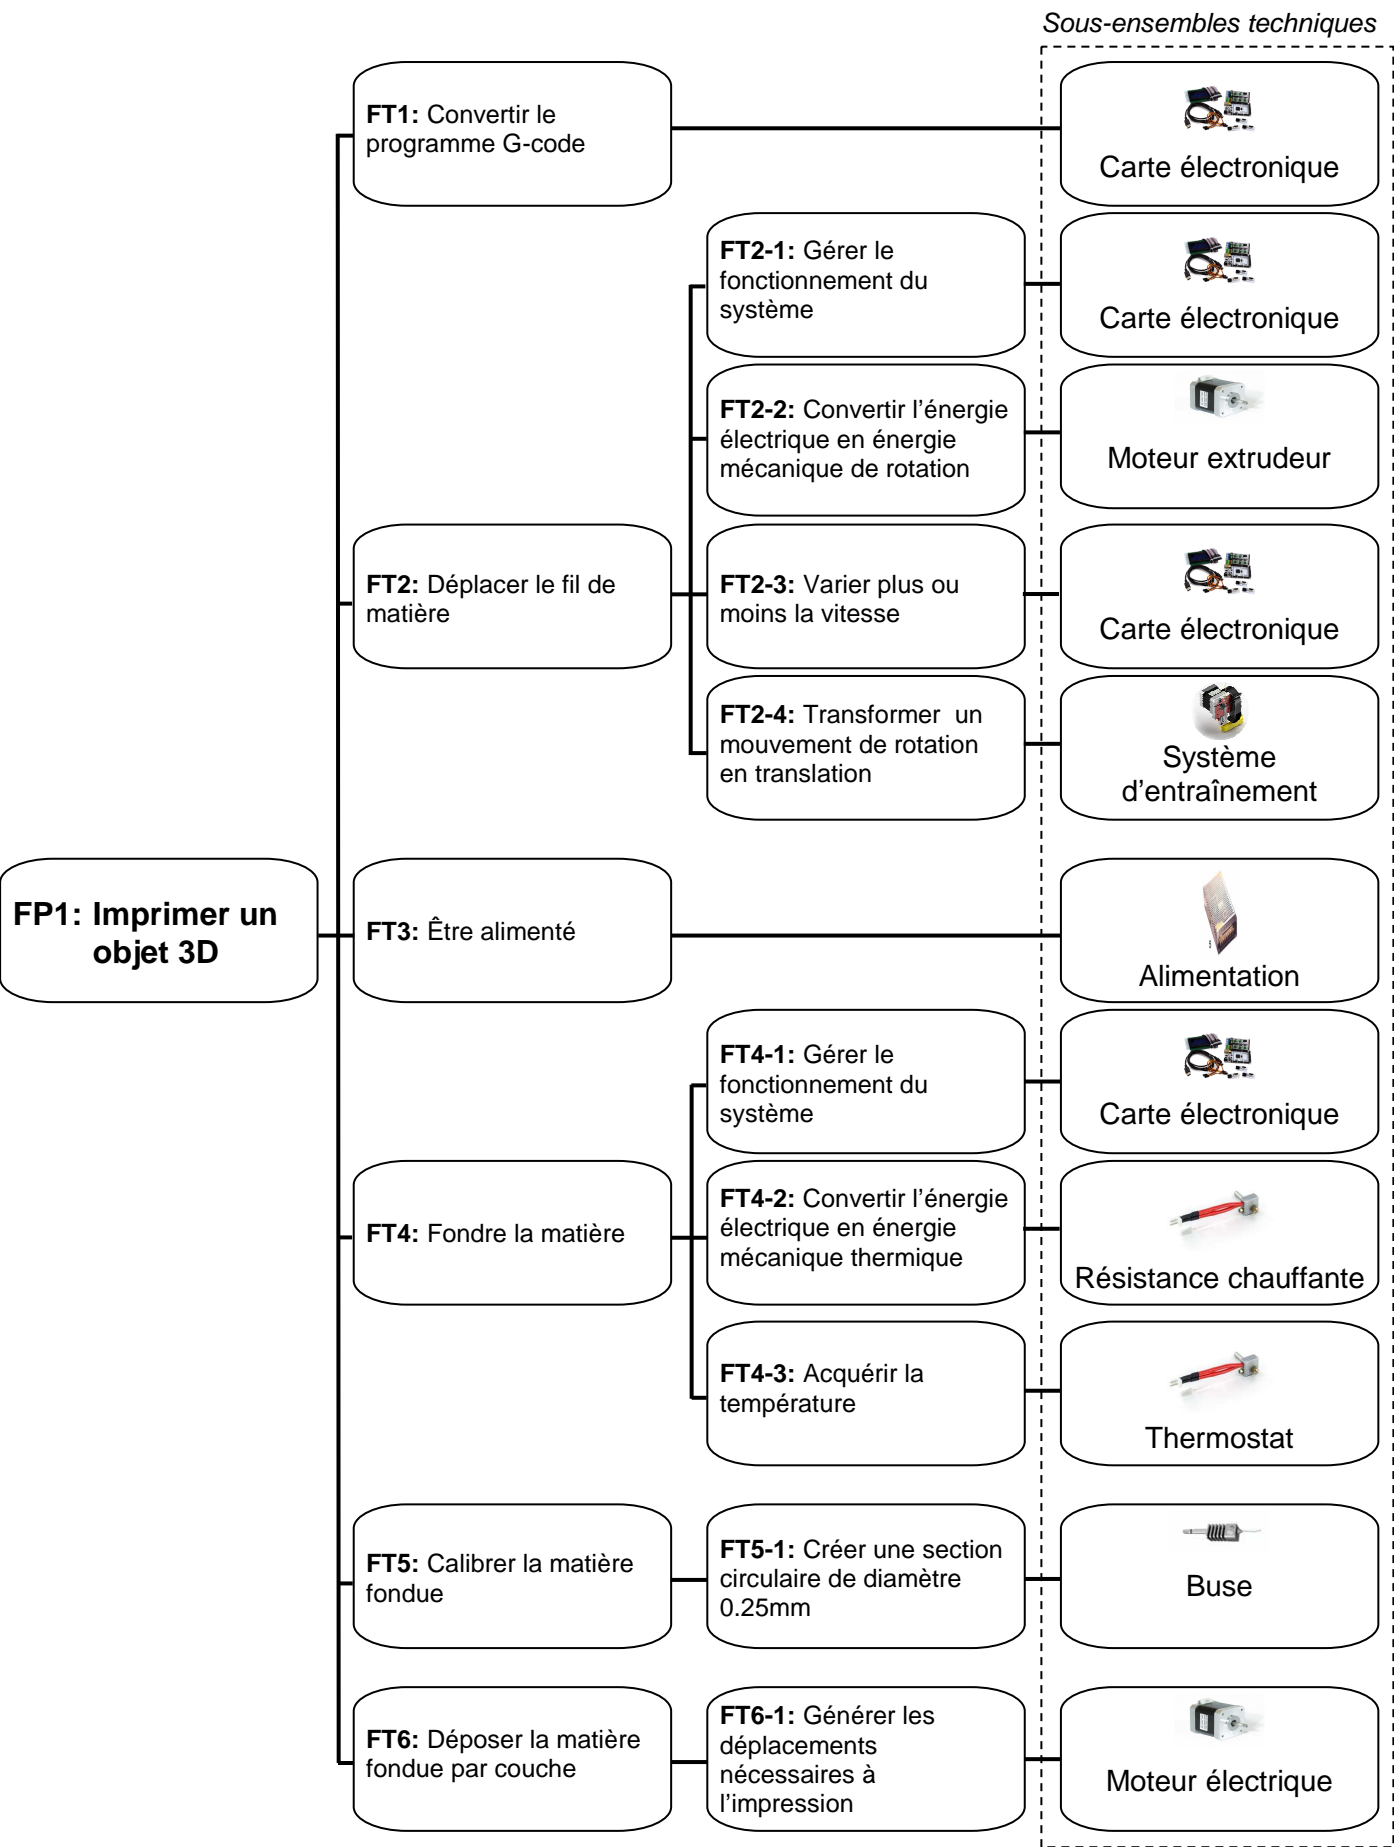 Sous-ensembles techniques
FT1: Convertir le
programme G-code
Carte électronique
FT2-1: Gérer le
fonctionnement du
système
Carte électronique
FT2-2: Convertir l’énergie
électrique en énergie
mécanique de rotation
Moteur extrudeur
FT2: Déplacer le fil de
matière
FT2-3: Varier plus ou
moins la vitesse
Carte électronique
FT2-4: Transformer un
mouvement de rotation
en translation
Système
d’entraînement
FP1: Imprimer un
objet 3D
FT3: Être alimenté
Alimentation
FT4-1: Gérer le
fonctionnement du
système
Carte électronique
FT4: Fondre la matière
FT4-2: Convertir l’énergie
électrique en énergie
mécanique thermique
Résistance chauffante
FT4-3: Acquérir la
température
Thermostat
FT5: Calibrer la matière
fondue
FT5-1: Créer une section
circulaire de diamètre
0.25mm
Buse
FT6: Déposer la matière
fondue par couche
FT6-1: Générer les
déplacements
nécessaires à
l’impression
Moteur électrique